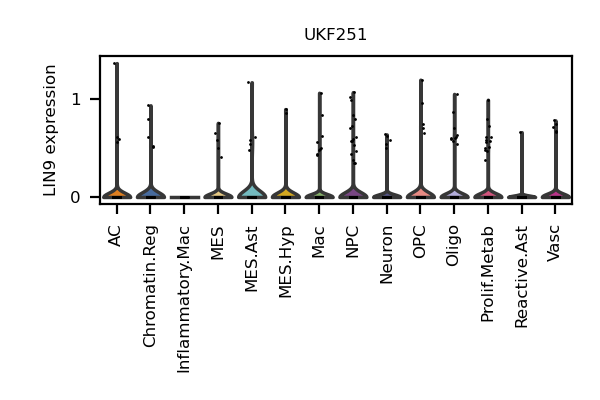 UKF251
LIN9 expression
1
0
AC
Chromatin.Reg
Inflammatory.Mac
MES
MES.Ast
MES.Hyp
Mac
NPC
Neuron
OPC
Oligo
Prolif.Metab
Reactive.Ast
Vasc